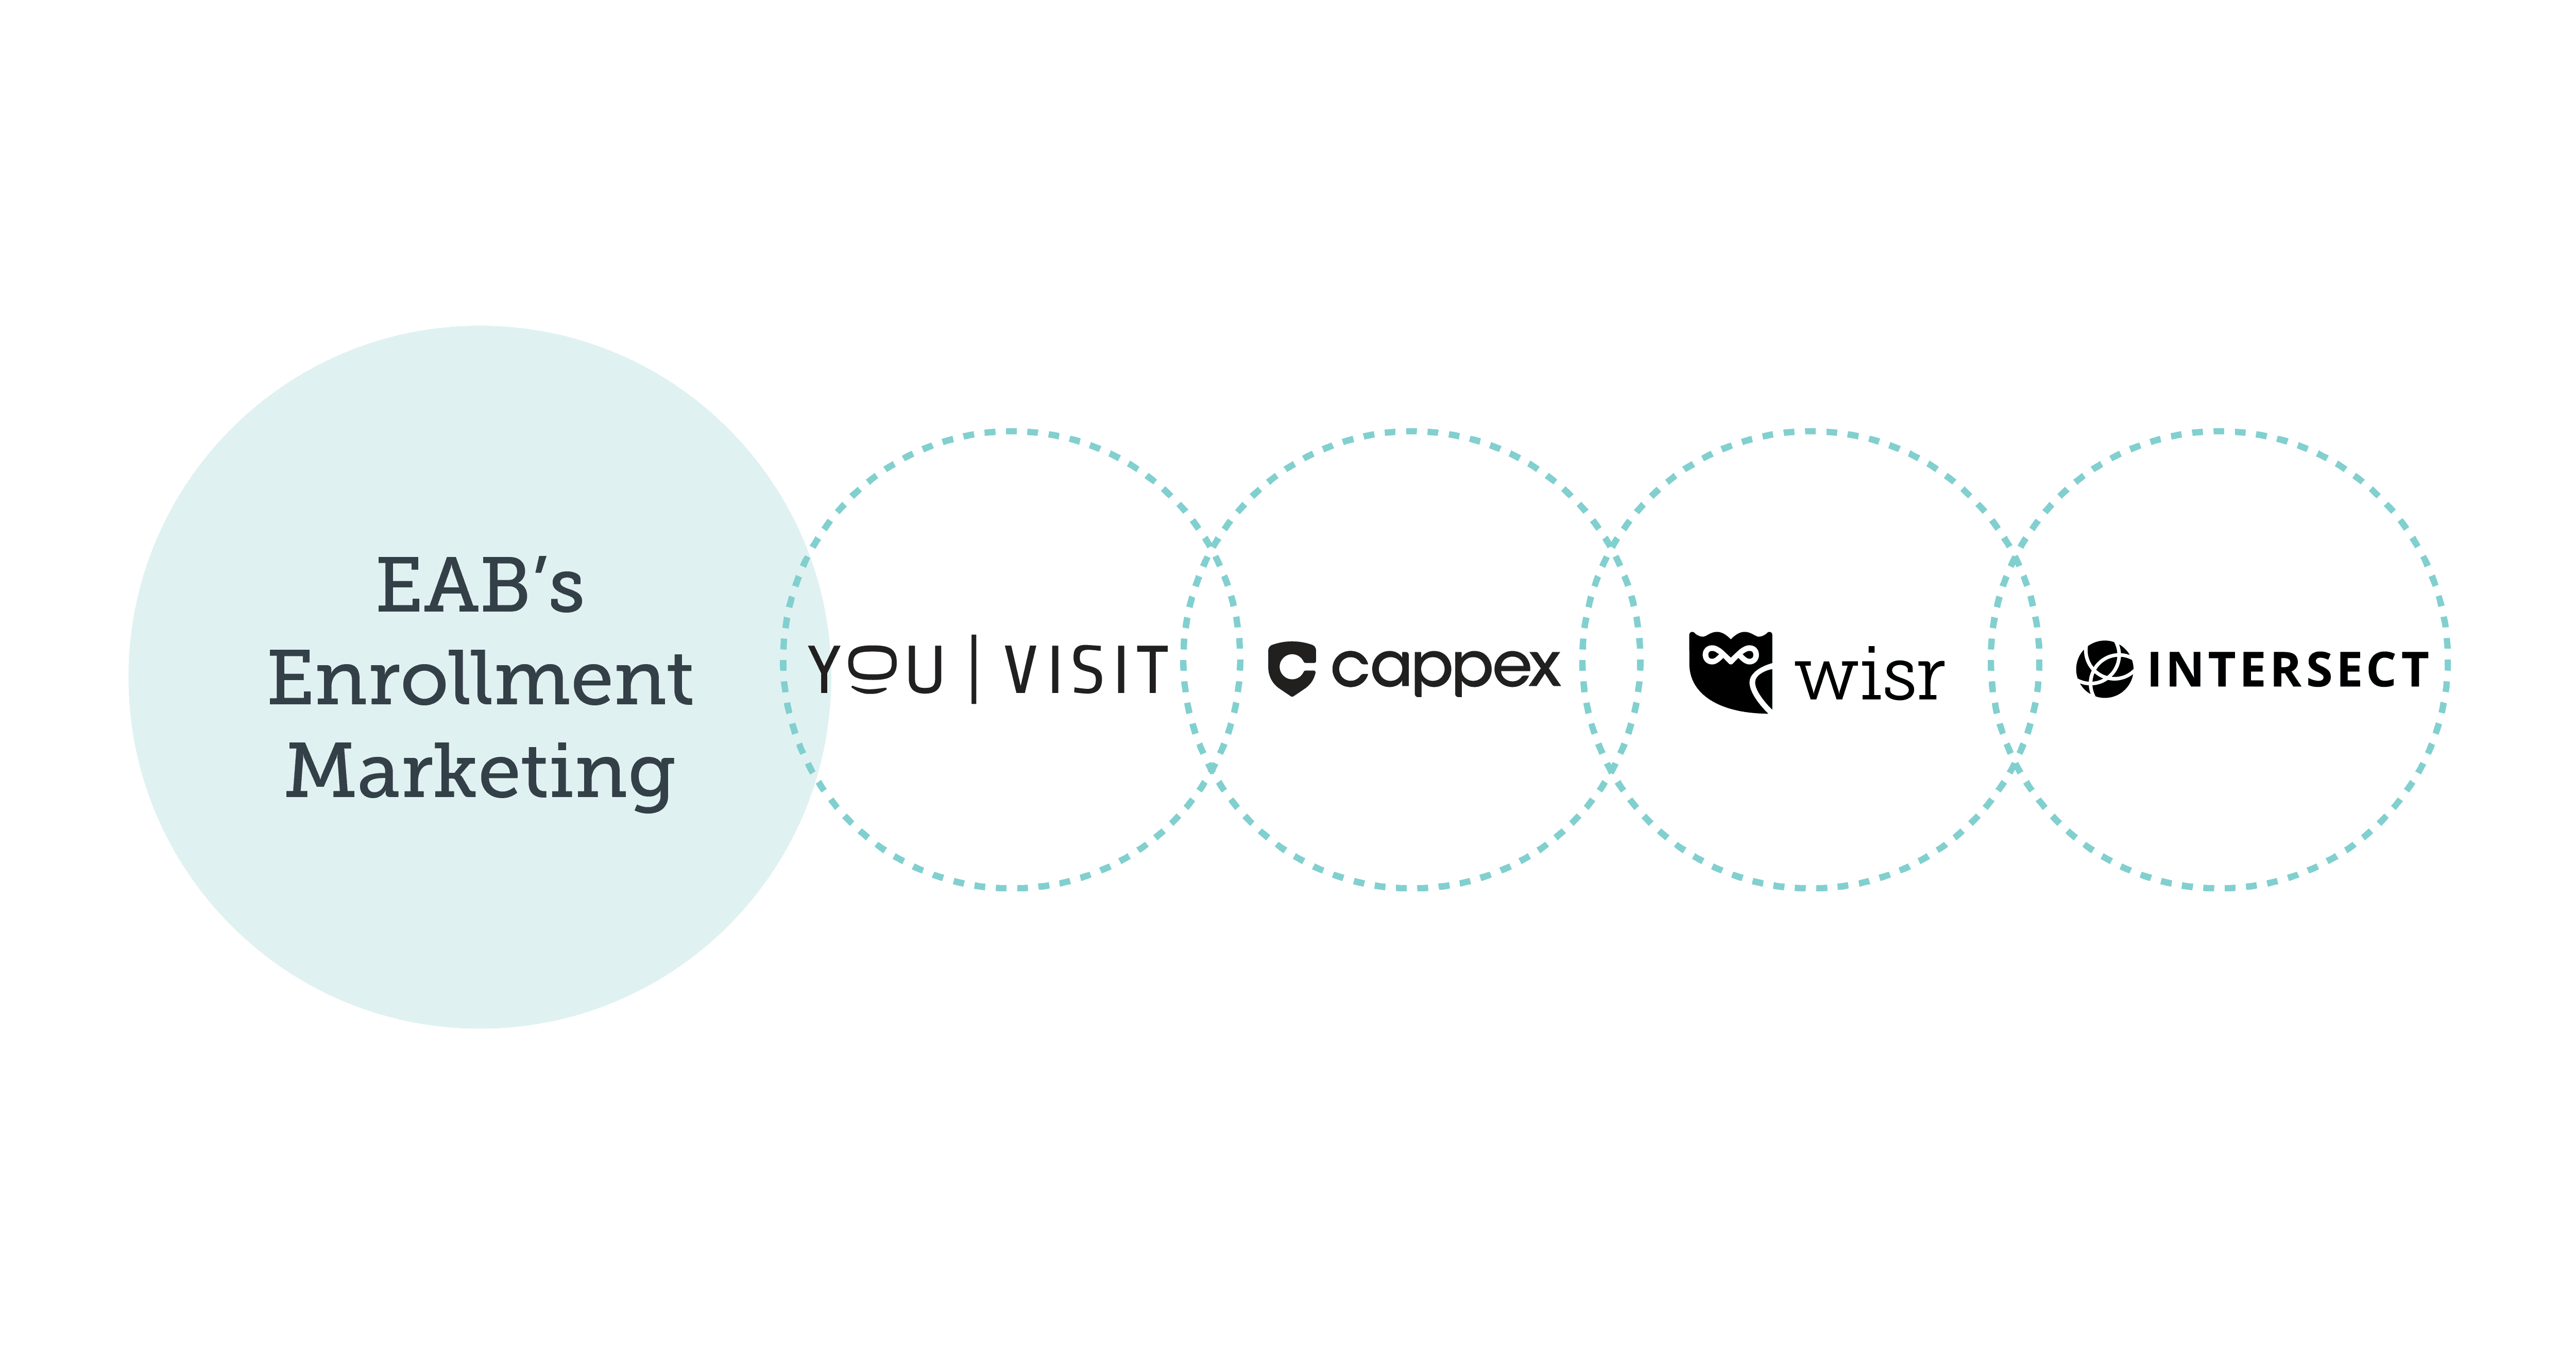 EAB’s
Enrollment
Marketing
YOU | VISIT
cappex
wisr
INTERSECT